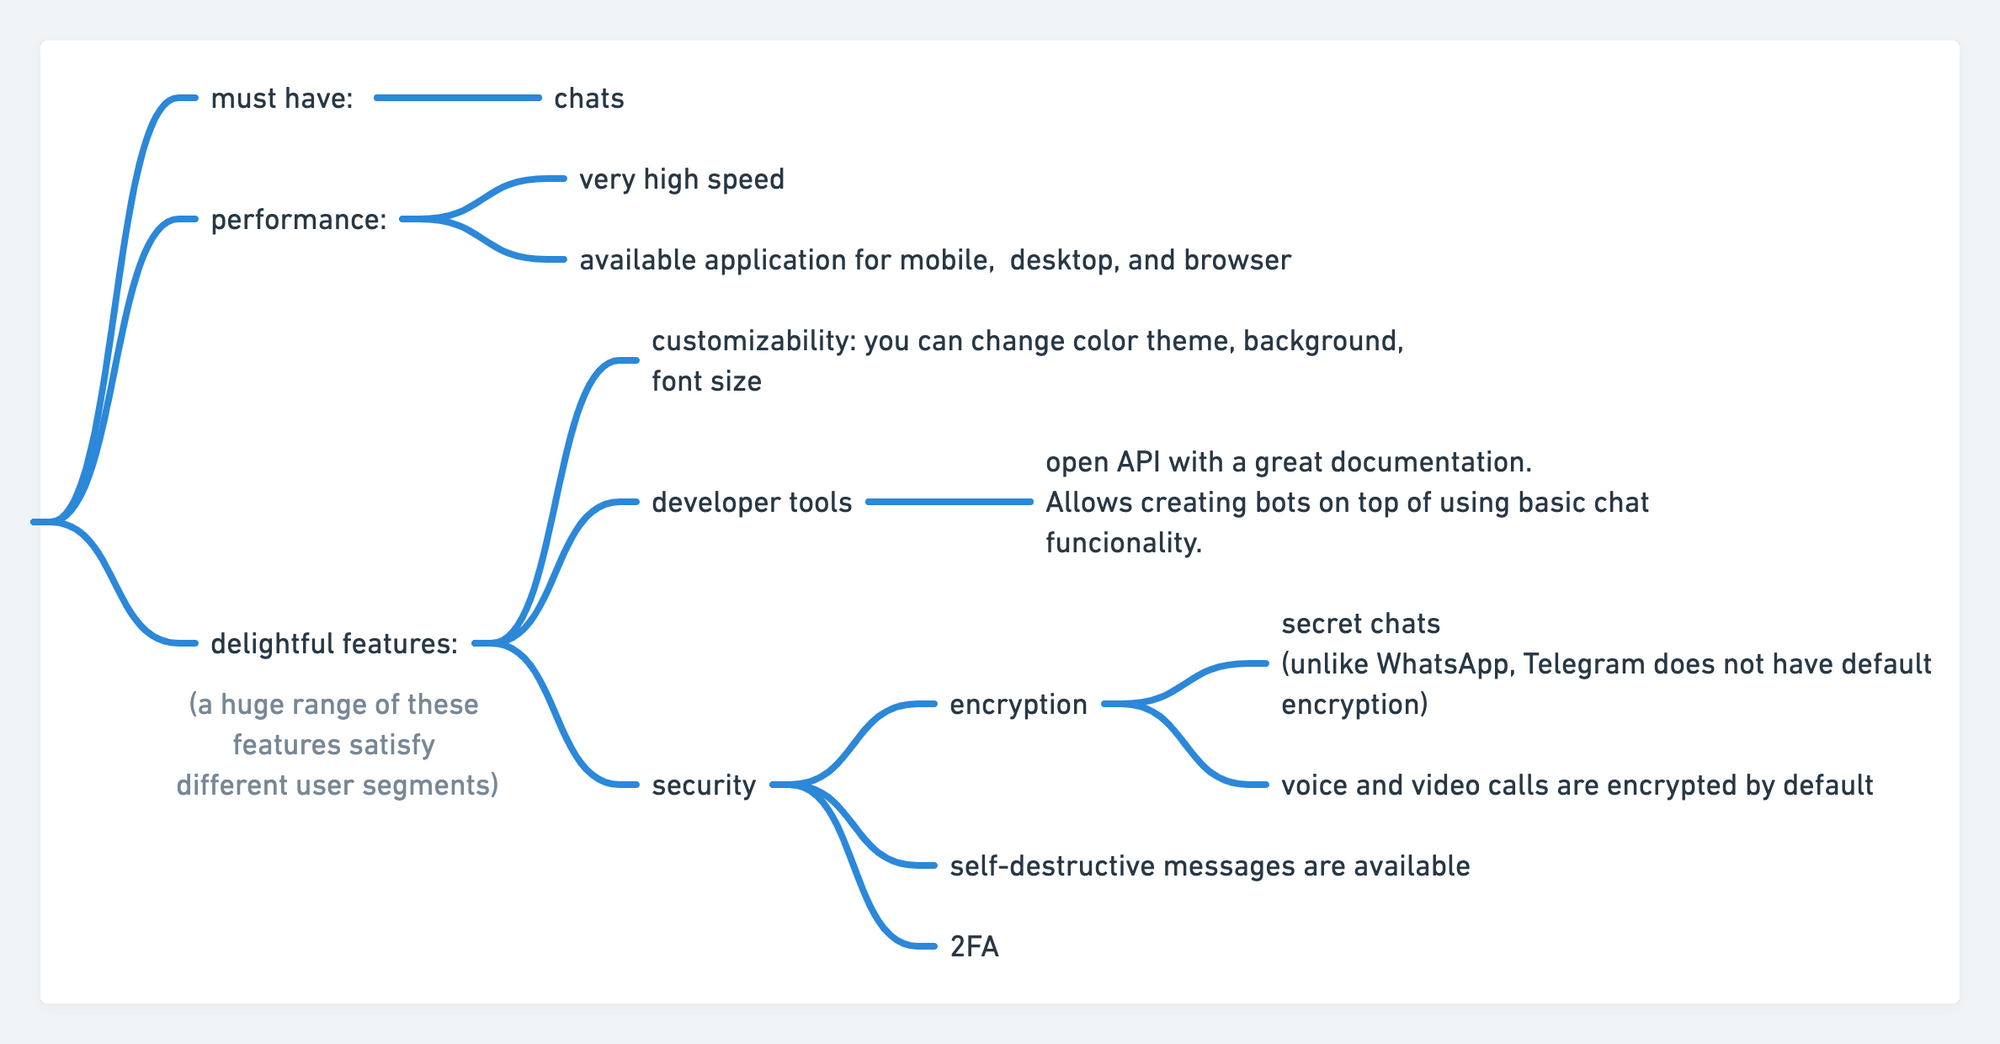 must have:
chats
performance:
very high speed
available application for mobile,  desktop, and browser
delightful features:
(a huge range of these
features satisfy
different user segments)
customizability: you can change color theme, background,
font size
developer tools
open API with a great documentation.
Allows creating bots on top of using basic chat
funcionality.
security
encryption
secret chats
(unlike WhatsApp, Telegram does not have default
encryption)
voice and video calls are encrypted by default
self-destructive messages are available
2FA